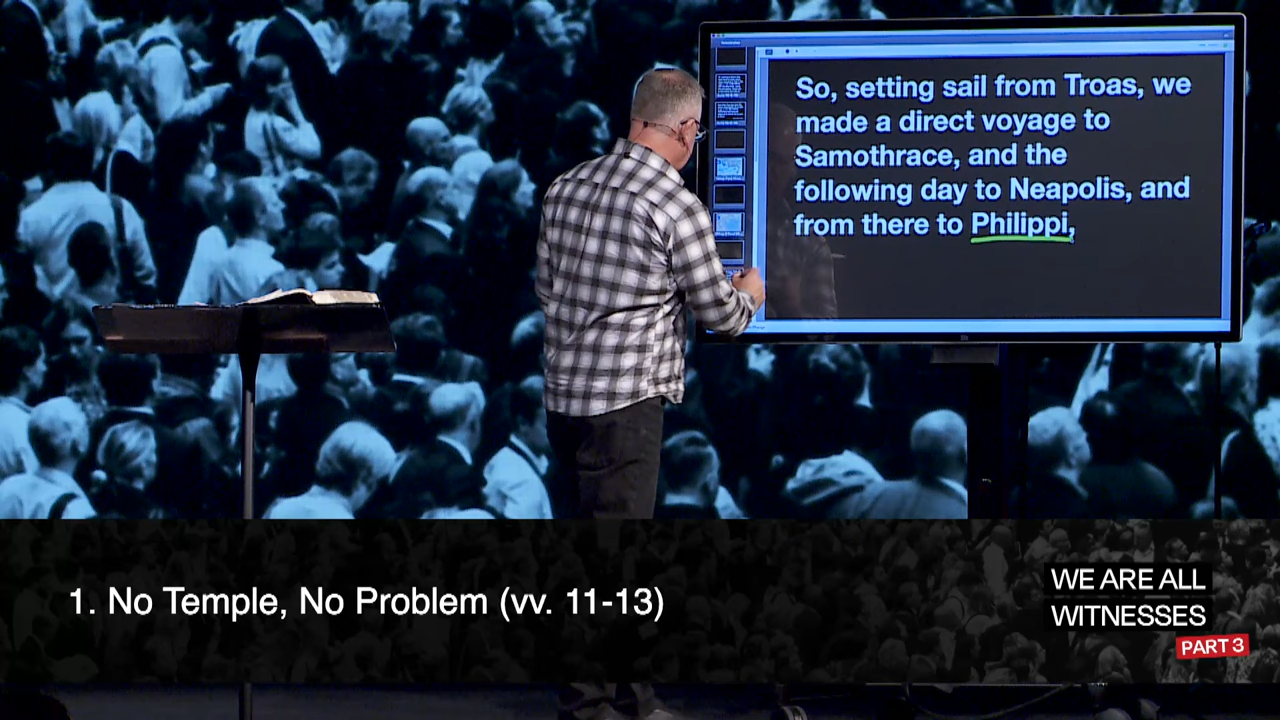 So, setting sail from Troas, we
made a direct voyage to
Samothrace, and the
following day to Neapolis, and
from there to Philippi,
1. No Temple, No Problem (vv. 11-13)
WE ARE ALL
WITNESSES
PART 3